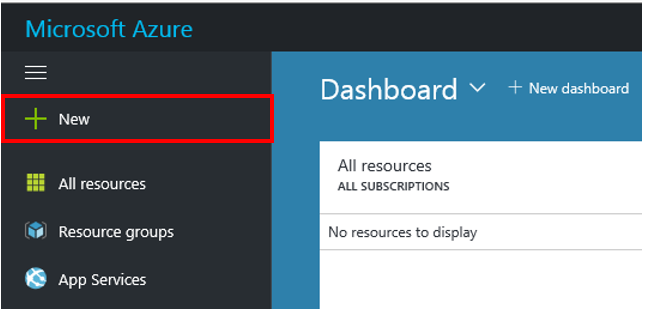 Microsoft Azure
Dashboard
New dashboard
New
All resources
ALL SUBSCRIPTIONS
All resources
No resources to display
Resource groups
App Services